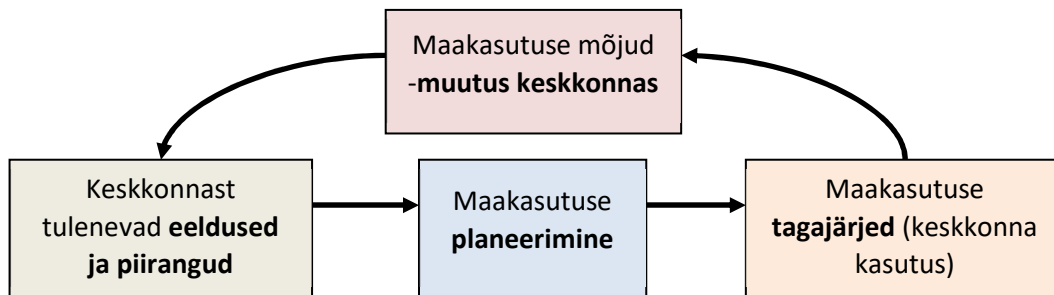 Maakasutuse mõjud
-muutus keskkonnas
Keskkonnast
tulenevad eeldused
ja piirangud
Maakasutuse
planeerimine
Maakasutuse
tagajärjed (keskkonna
kasutus)